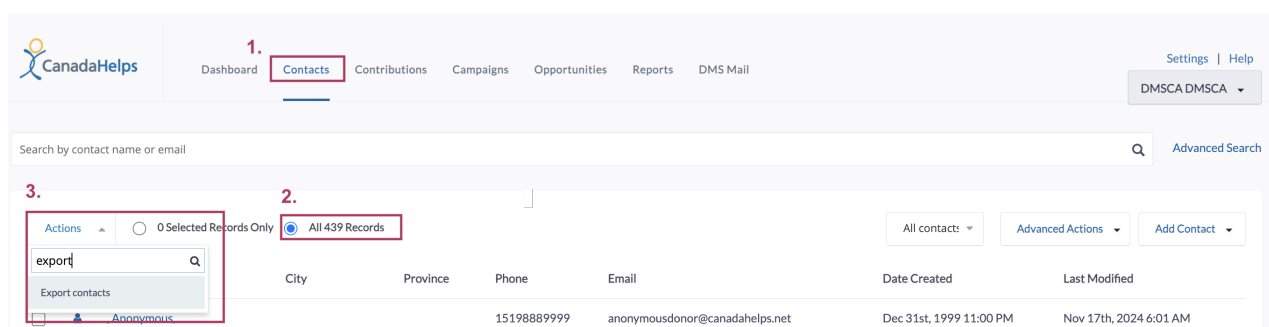 1.
CanadaHelps
Dashboard Contacts Contributions Campaigns Opportunities Reports DMS Mail
Settings | Help
DMSCA DMSCA
Search by contact name or email
Advanced Search
3.
2.
Actions 0 Selected Records Only All 439 Records All contacts Advanced Actions Add Contact
export
City Province Phone Email Date Created Last Modified
Export contacts
, Anonymous, 15198889999 anonymousdonor@canadahelps.net Dec 31st, 1999 11:00 PM Nov 17th, 2024 6:01 AM